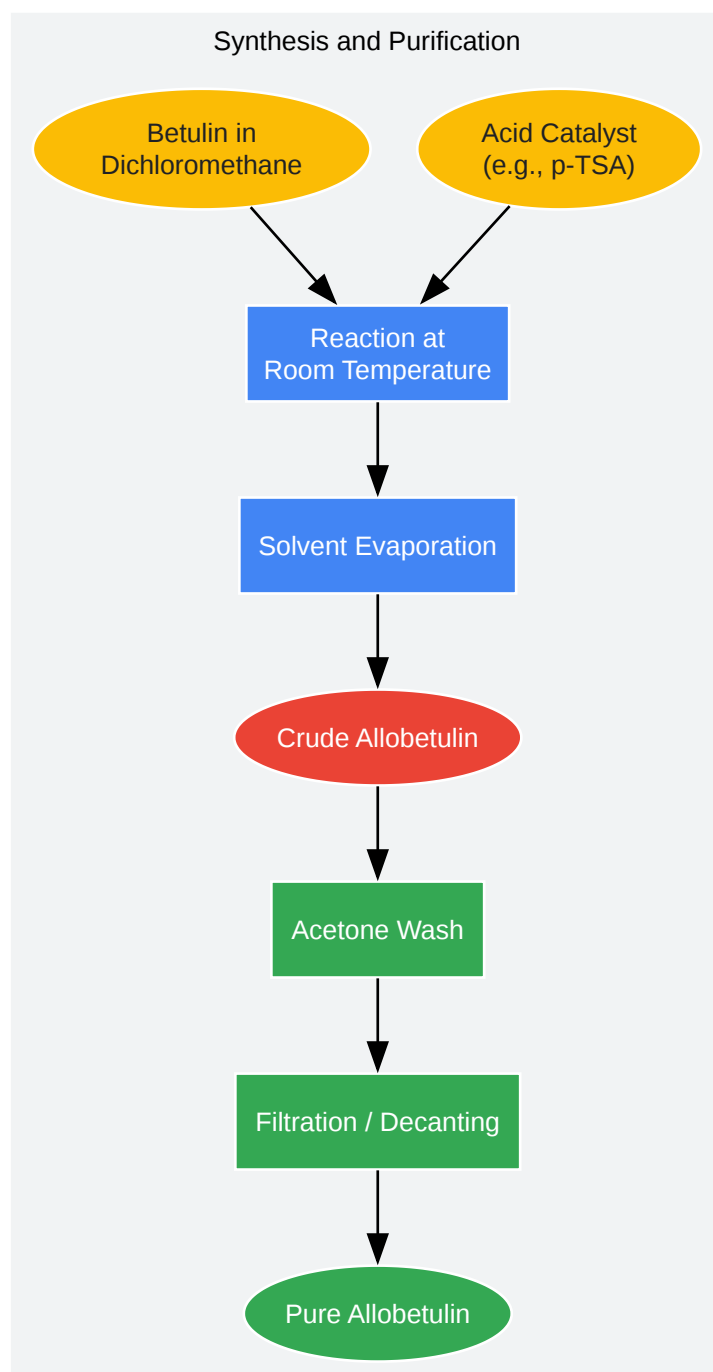 Synthesis and Purification
Betulin in
Dichloromethane
Acid Catalyst
(e.g., p-TSA)
Reaction at
Room Temperature
Solvent Evaporation
Crude Allobetulin
Acetone Wash
Filtration / Decanting
Pure Allobetulin